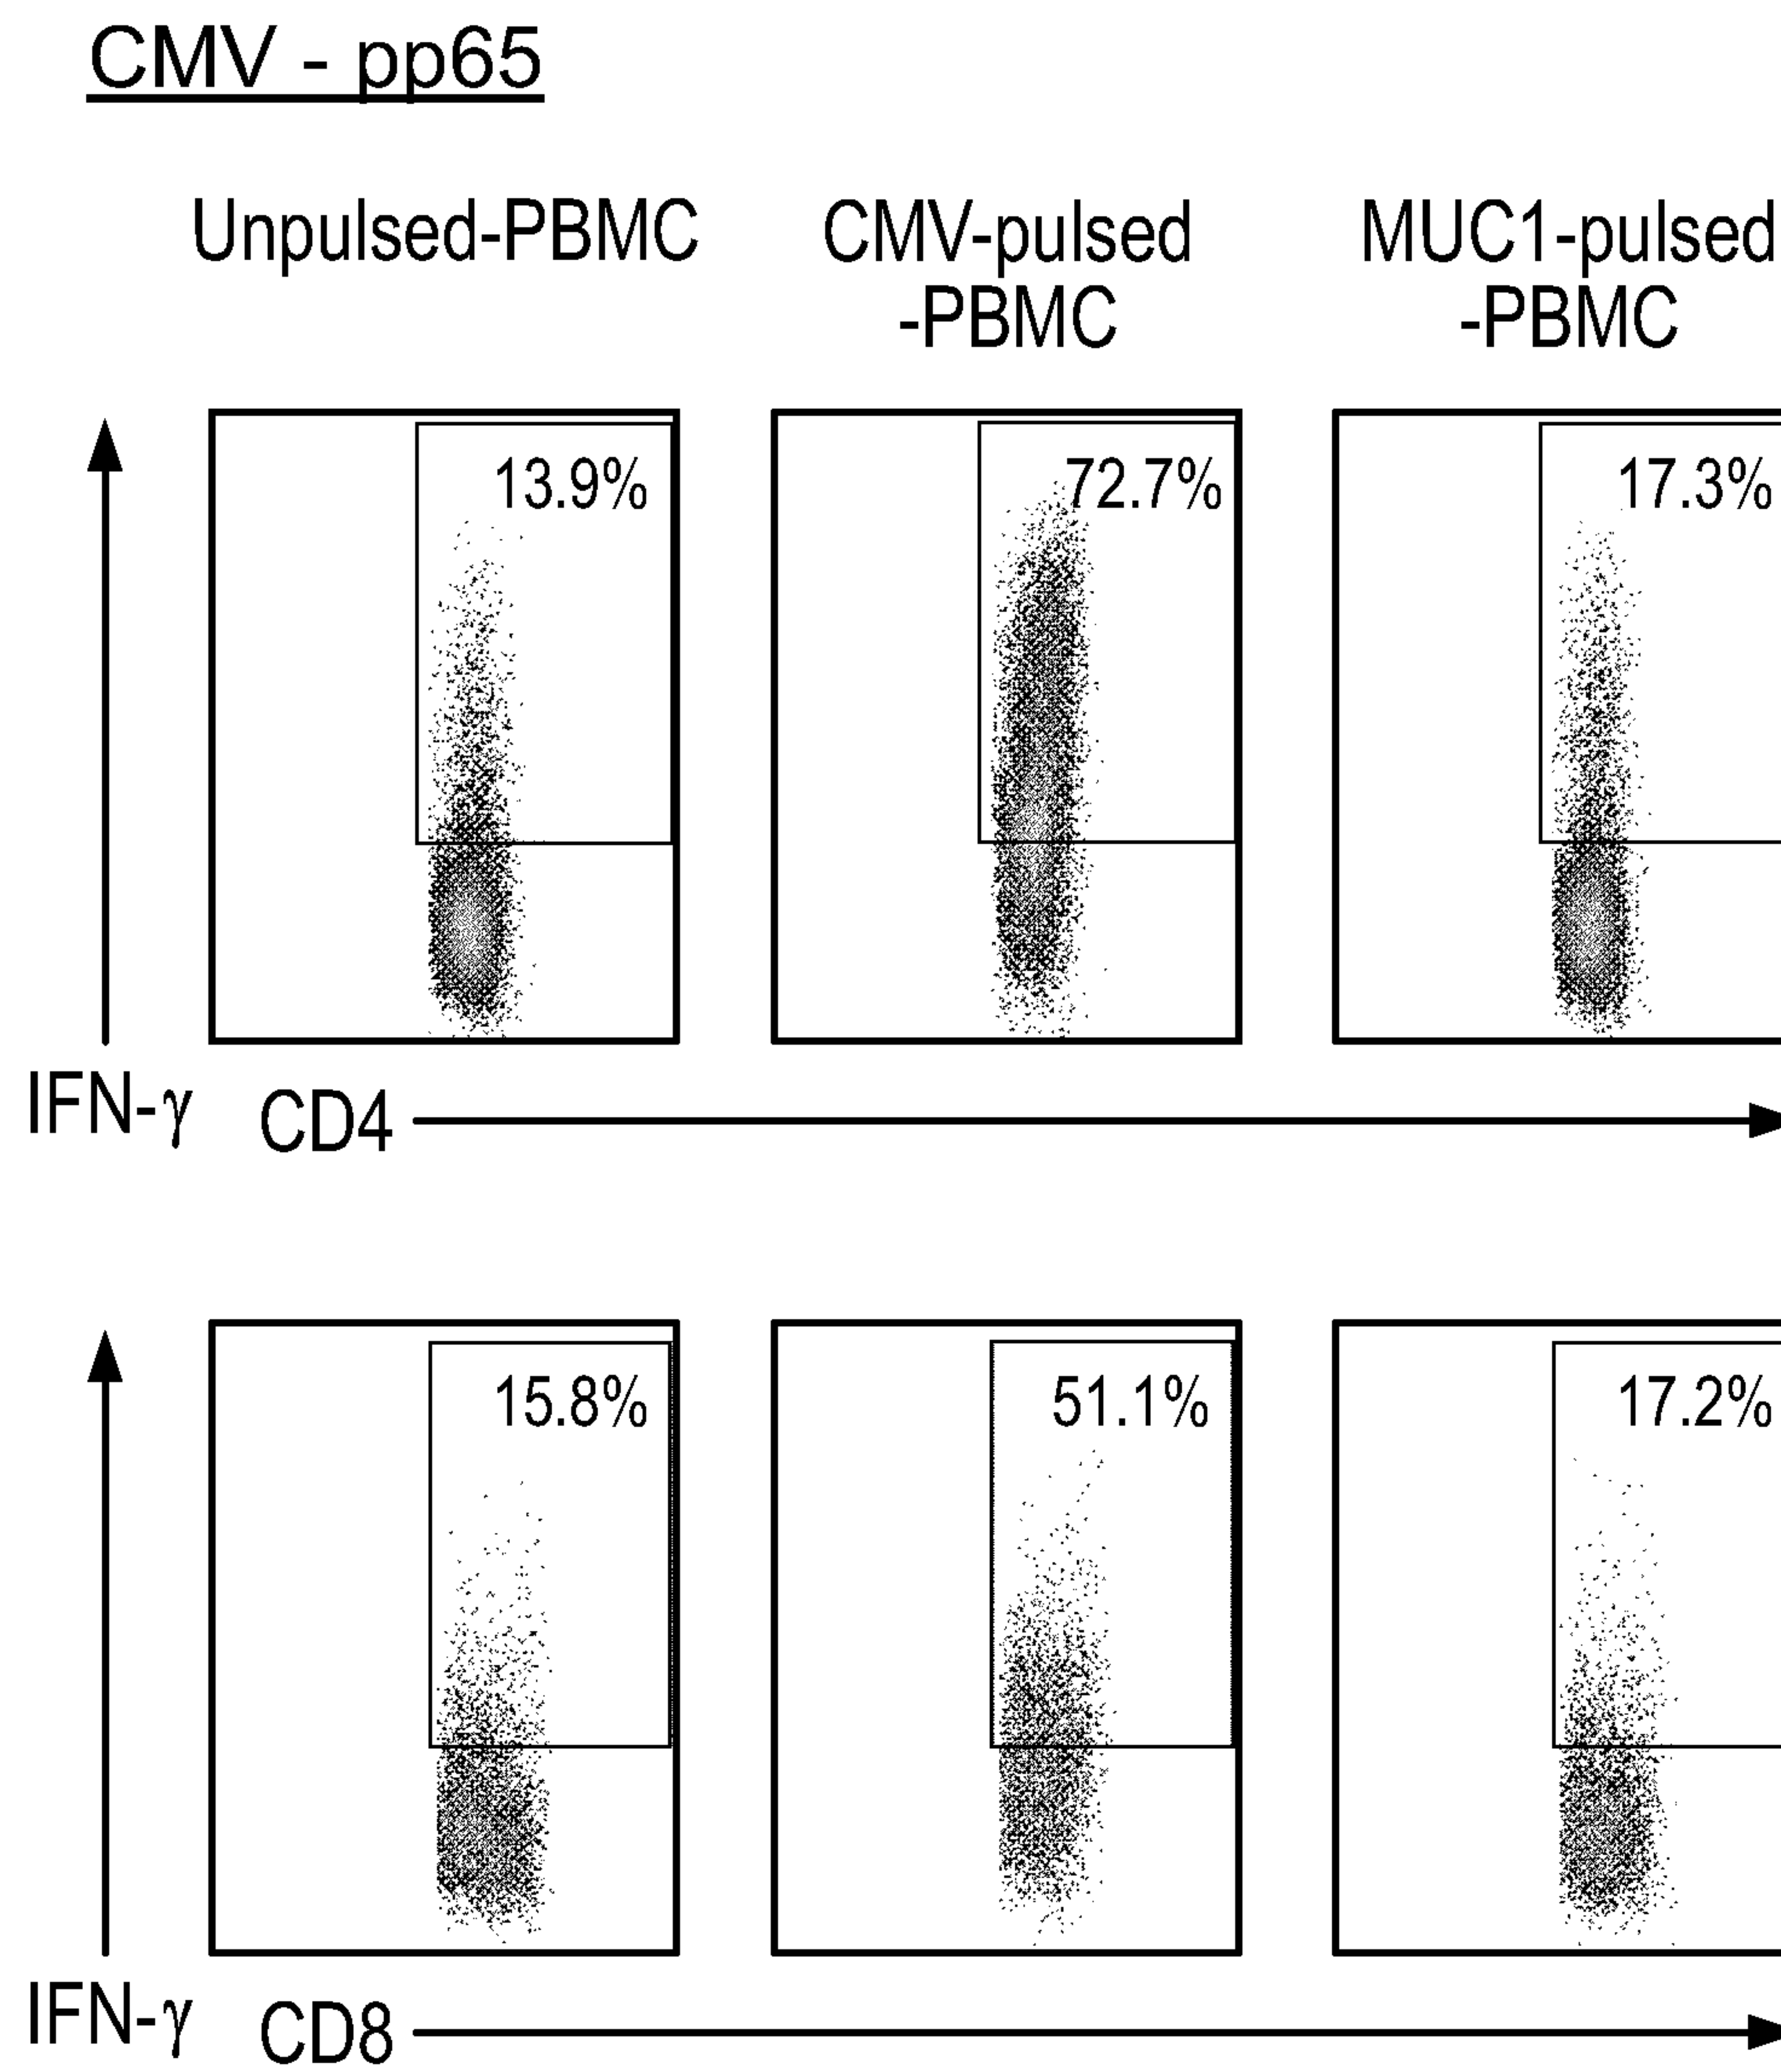 CMV - pp65
Unpulsed-PBMC
CMV-pulsed
-PBMC
MUC1-pulsed
-PBMC
13.9%
72.7%
17.3%
IFN-γ
CD4
15.8%
51.1%
17.2%
IFN-γ
CD8